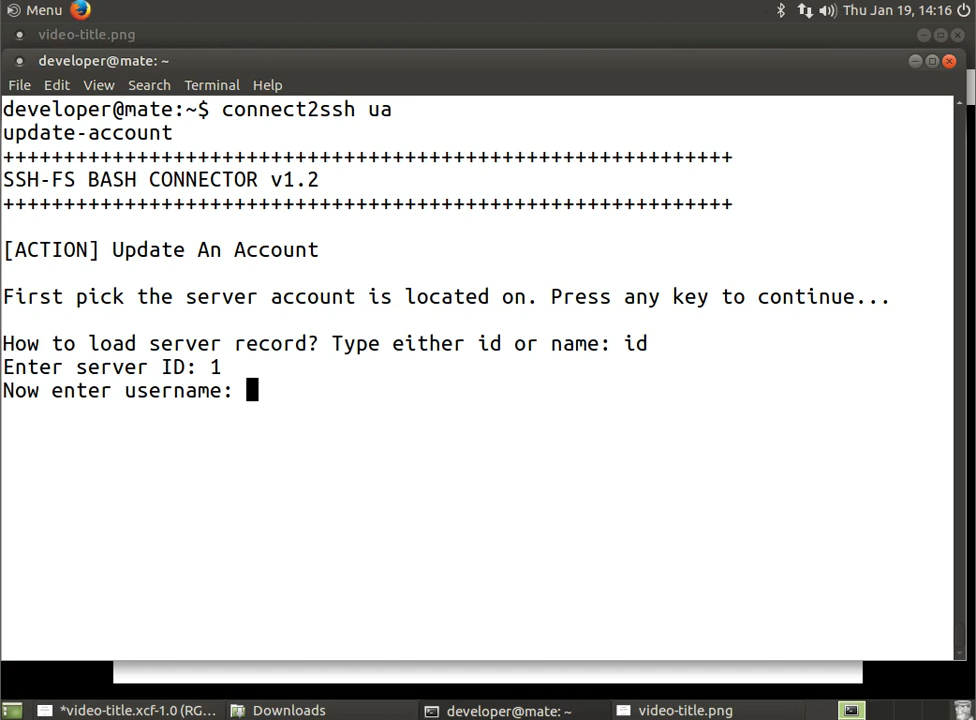 Menu Thu Jan 19, 14:16
video-title.png
developer@mate: ~
File Edit View Search Terminal Help
developer@mate:~$ connect2ssh ua
update-account
++++++++++++++++++++++++++++++++++++++++++++++++++++++++++++
SSH-FS BASH CONNECTOR v1.2
++++++++++++++++++++++++++++++++++++++++++++++++++++++++++++
[ACTION] Update An Account
First pick the server account is located on. Press any key to continue...
How to load server record? Type either id or name: id
Enter server ID: 1
Now enter username:
*video-title.xcf-1.0 (RG... Downloads developer@mate: ~ video-title.png